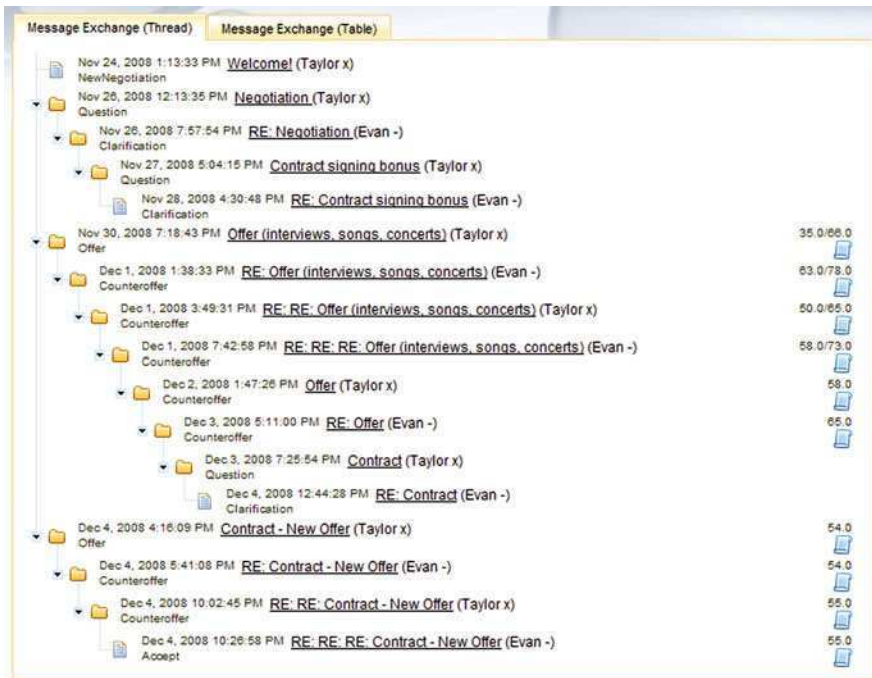 Message Exchange (Thread) Message Exchange (Table)
Nov 24, 2008 1:13:33 PM Welcome! (Taylor x)
NewNegotiation
Nov 26, 2008 12:13:35 PM Negotiation (Taylor x)
Question
Nov 26, 2008 7:57:54 PM RE: Negotiation (Evan -)
Clarification
Nov 27, 2008 5:04:15 PM Contract signing bonus (Taylor x)
Question
Nov 28, 2008 4:30:48 PM RE: Contract signing bonus (Evan -)
Clarification
Nov 30, 2008 7:18:43 PM Offer (interviews, songs, concerts) (Taylor x) 35.0/66.0
Offer
Dec 1, 2008 1:38:33 PM RE: Offer (interviews, songs, concerts) (Evan -) 63.0/78.0
Counteroffer
Dec 1, 2008 3:49:31 PM RE: RE: Offer (interviews, songs, concerts) (Taylor x) 50.0/65.0
Counteroffer
Dec 1, 2008 7:42:58 PM RE: RE: RE: Offer (interviews, songs, concerts) (Evan -) 58.0/73.0
Counteroffer
Dec 2, 2008 1:47:26 PM Offer (Taylor x) 58.0
Counteroffer
Dec 3, 2008 5:11:00 PM RE: Offer (Evan -) 65.0
Counteroffer
Dec 3, 2008 7:25:54 PM Contract (Taylor x)
Question
Dec 4, 2008 12:44:28 PM RE: Contract (Evan -)
Clarification
Dec 4, 2008 4:16:09 PM Contract - New Offer (Taylor x) 54.0
Offer
Dec 4, 2008 5:41:08 PM RE: Contract - New Offer (Evan -) 54.0
Counteroffer
Dec 4, 2008 10:02:45 PM RE: RE: Contract - New Offer (Taylor x) 55.0
Counteroffer
Dec 4, 2008 10:26:58 PM RE: RE: RE: Contract - New Offer (Evan -) 55.0
Accept